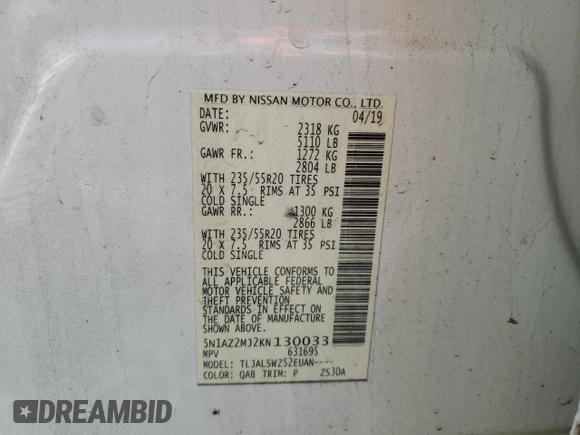 MFD BY NISSAN MOTOR CO., LTD.
DATE: 04/19
GVWR: 2318 KG
5110 LB
GAWR FR.: 1272 KG
2804 LB
WITH 235/55R20 TIRES
20 X 7.5 RIMS AT 35 PSI
COLD SINGLE
GAWR RR.: 1300 KG
2866 LB
WITH 235/55R20 TIRES
20 X 7.5 RIMS AT 35 PSI
COLD SINGLE
THIS VEHICLE CONFORMS TO
ALL APPLICABLE FEDERAL
MOTOR VEHICLE SAFETY AND
THEFT PREVENTION
STANDARDS IN EFFECT ON
THE DATE OF MANUFACTURE
SHOWN ABOVE.
5N1AZ2MJ2KN130033
MPV 631695
MODEL: TLJALSWZ52EUAN----
COLOR: QAB TRIM: P ZS30A
DREAMBID